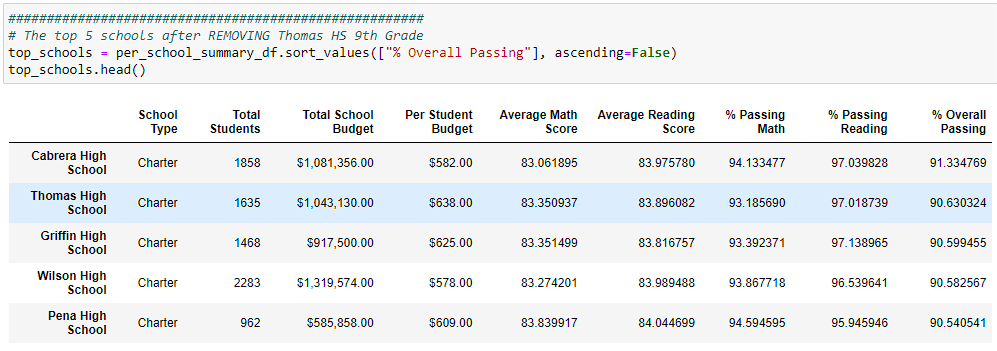 ####################################################
# The top 5 schools after REMOVING Thomas HS 9th Grade
top_schools = per_school_summary_df.sort_values(["% Overall Passing"], ascending=False)
top_schools.head()
School Type Total Students Total School Budget Per Student Budget Average Math Score Average Reading Score % Passing Math % Passing Reading % Overall Passing
Cabrera High School Charter 1858 $1,081,356.00 $582.00 83.061895 83.975780 94.133477 97.039828 91.334769
Thomas High School Charter 1635 $1,043,130.00 $638.00 83.350937 83.896082 93.185690 97.018739 90.630324
Griffin High School Charter 1468 $917,500.00 $625.00 83.351499 83.816757 93.392371 97.138965 90.599455
Wilson High School Charter 2283 $1,319,574.00 $578.00 83.274201 83.989488 93.867718 96.539641 90.582567
Pena High School Charter 962 $585,858.00 $609.00 83.839917 84.044699 94.594595 95.945946 90.540541